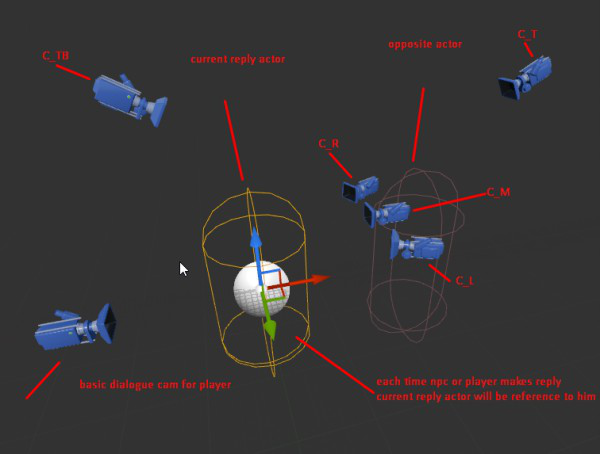 C_T
opposite actor
C_TB
current reply actor
C_R
C_M
C_L
basic dialogue cam for player
each time npc or player makes reply
current reply actor will be reference to him